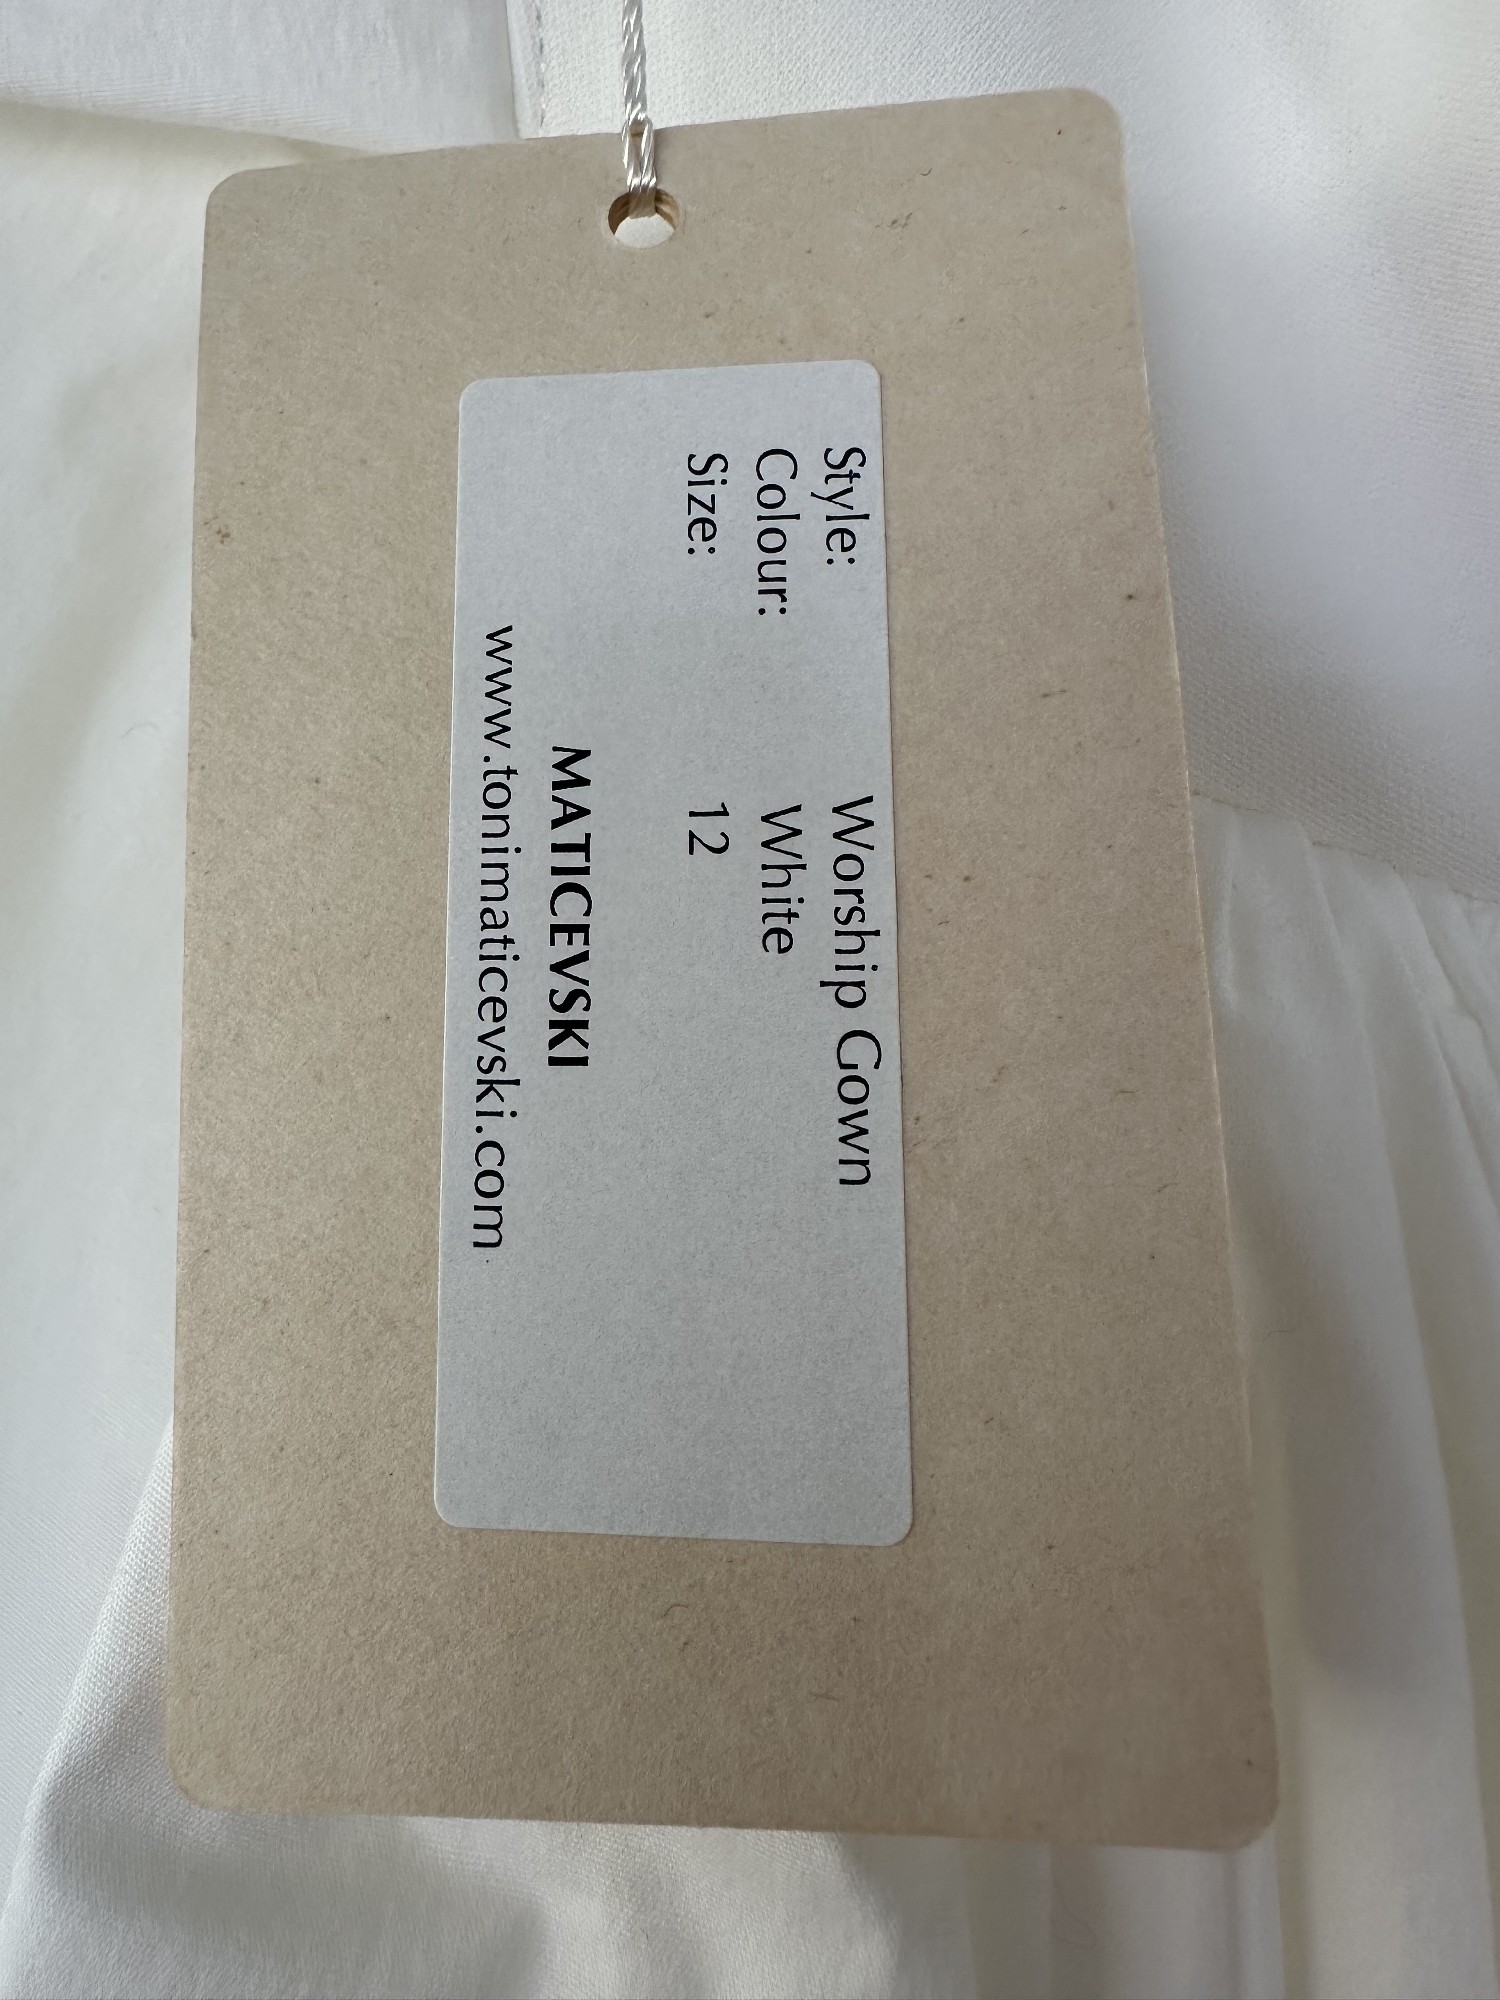 Style: Worship Gown
Colour: White
Size: 12
MATICEVSKI
www.tonimaticevski.com